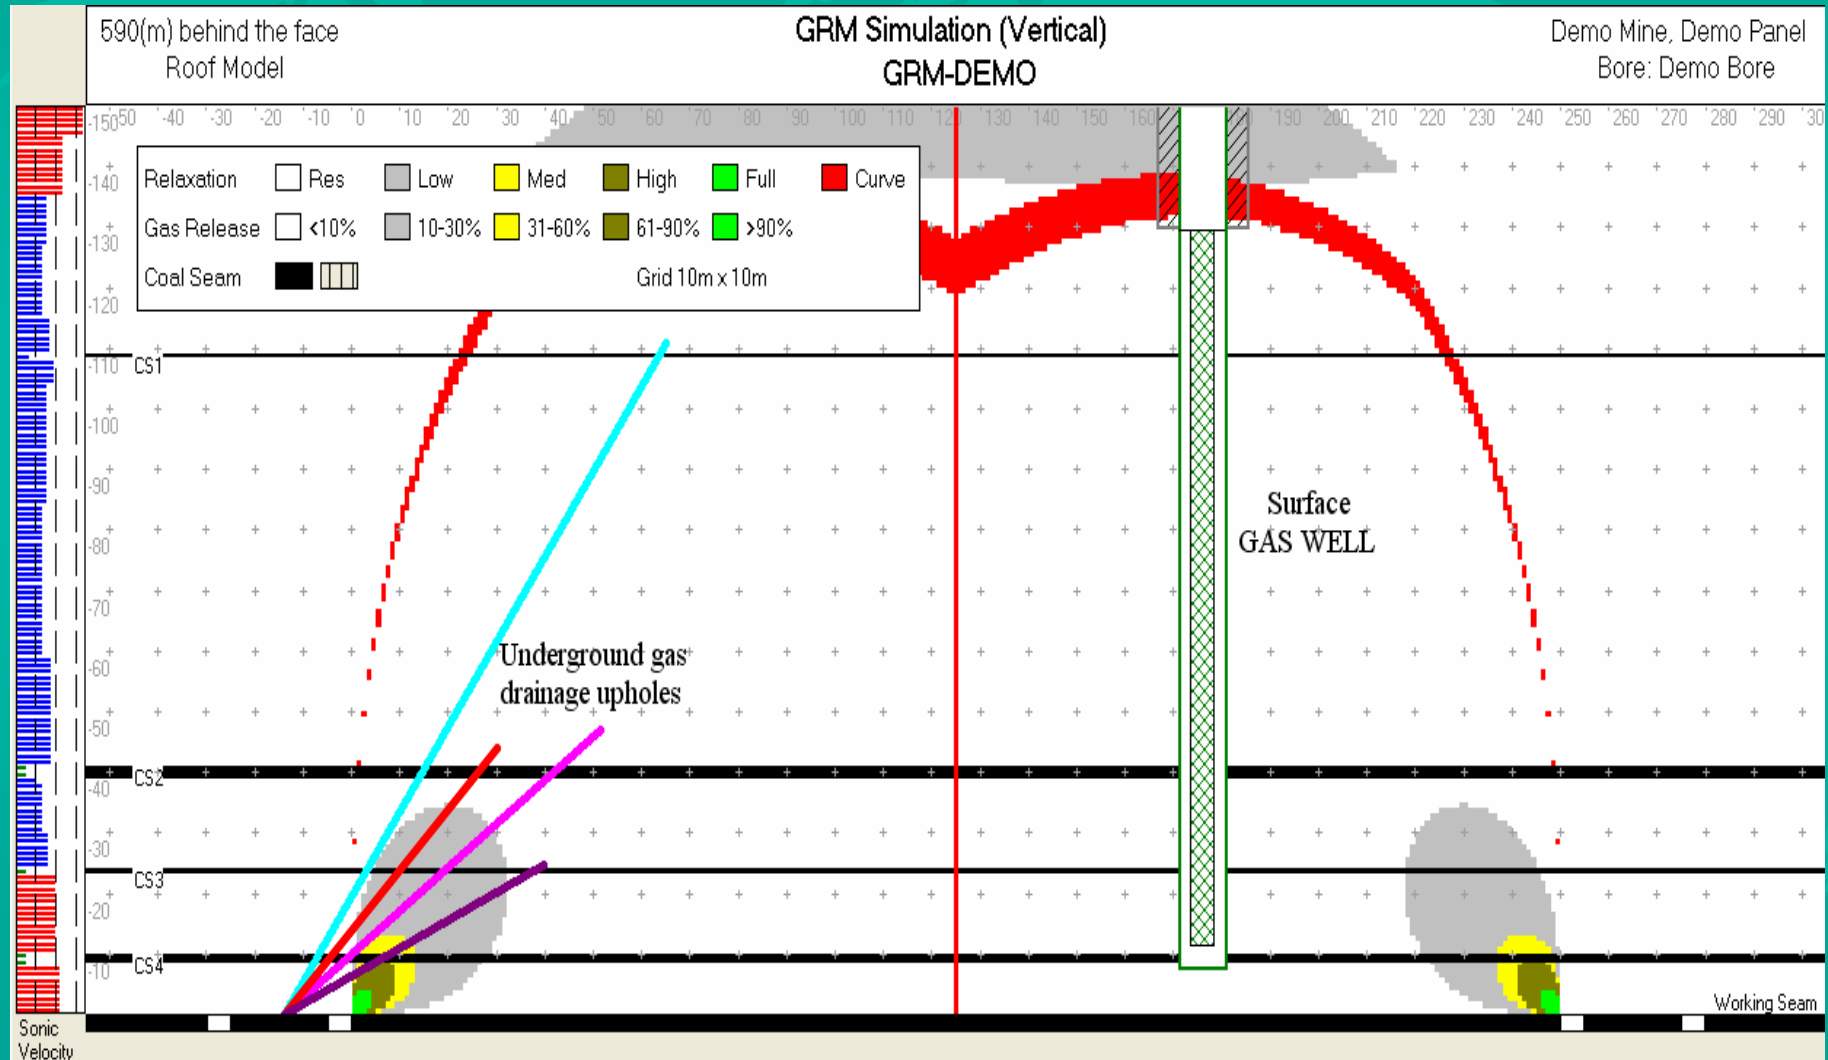 590(m) behind the face
Roof Model
GRM Simulation (Vertical)
GRM-DEMO
Demo Mine, Demo Panel
Bore: Demo Bore
-150 50 -40 -30 -20 -10 0 10 20 30 40 50 60 70 80 90 100 110 120 130 140 160 190 200 210 220 230 240 250 260 270 280 290
Relaxation Res Low Med High Full Curve
Gas Release <10% 10-30% 31-60% 61-90% >90%
Coal Seam Grid 10m x 10m
-140
-130
-120
-110 CS1
-100
-90
Surface
GAS WELL
-80
-70
Underground gas
drainage upholes
-60
-50
CS2
-40
-30
CS3
-20
CS4
-10
Working Seam
Sonic
Velocity